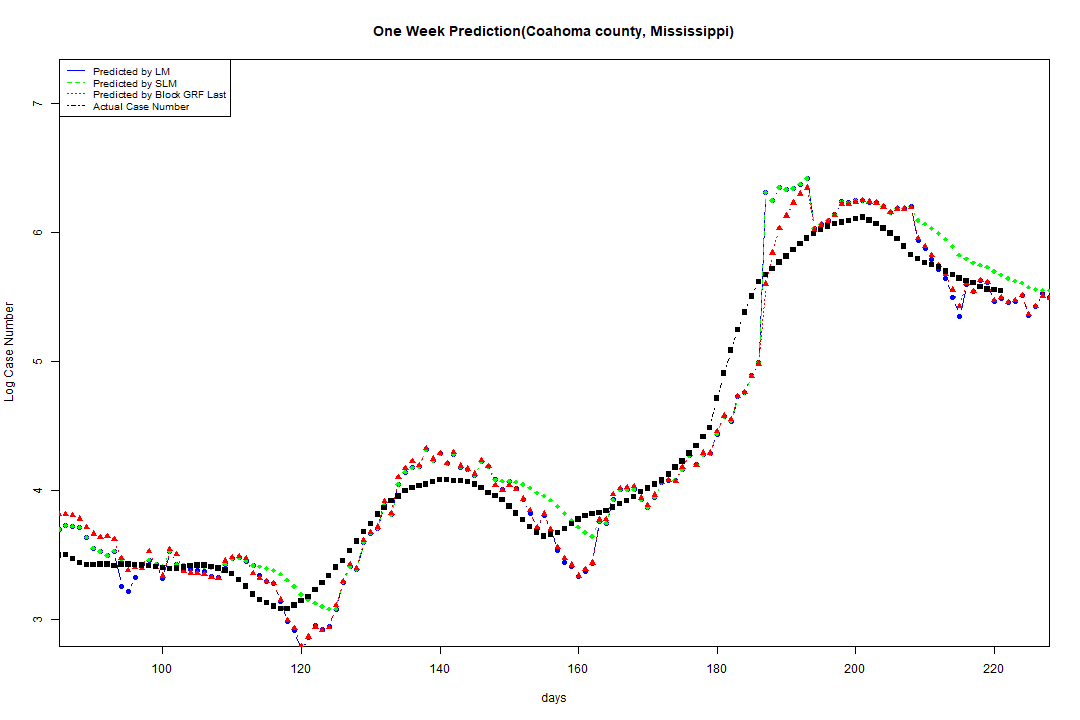 One Week Prediction(Coahoma county, Mississippi)
Predicted by LM
Predicted by SLM
Predicted by Block GRF Last
Actual Case Number
7
6
5
4
3
Log Case Number
100 120 140 160 180 200 220
days